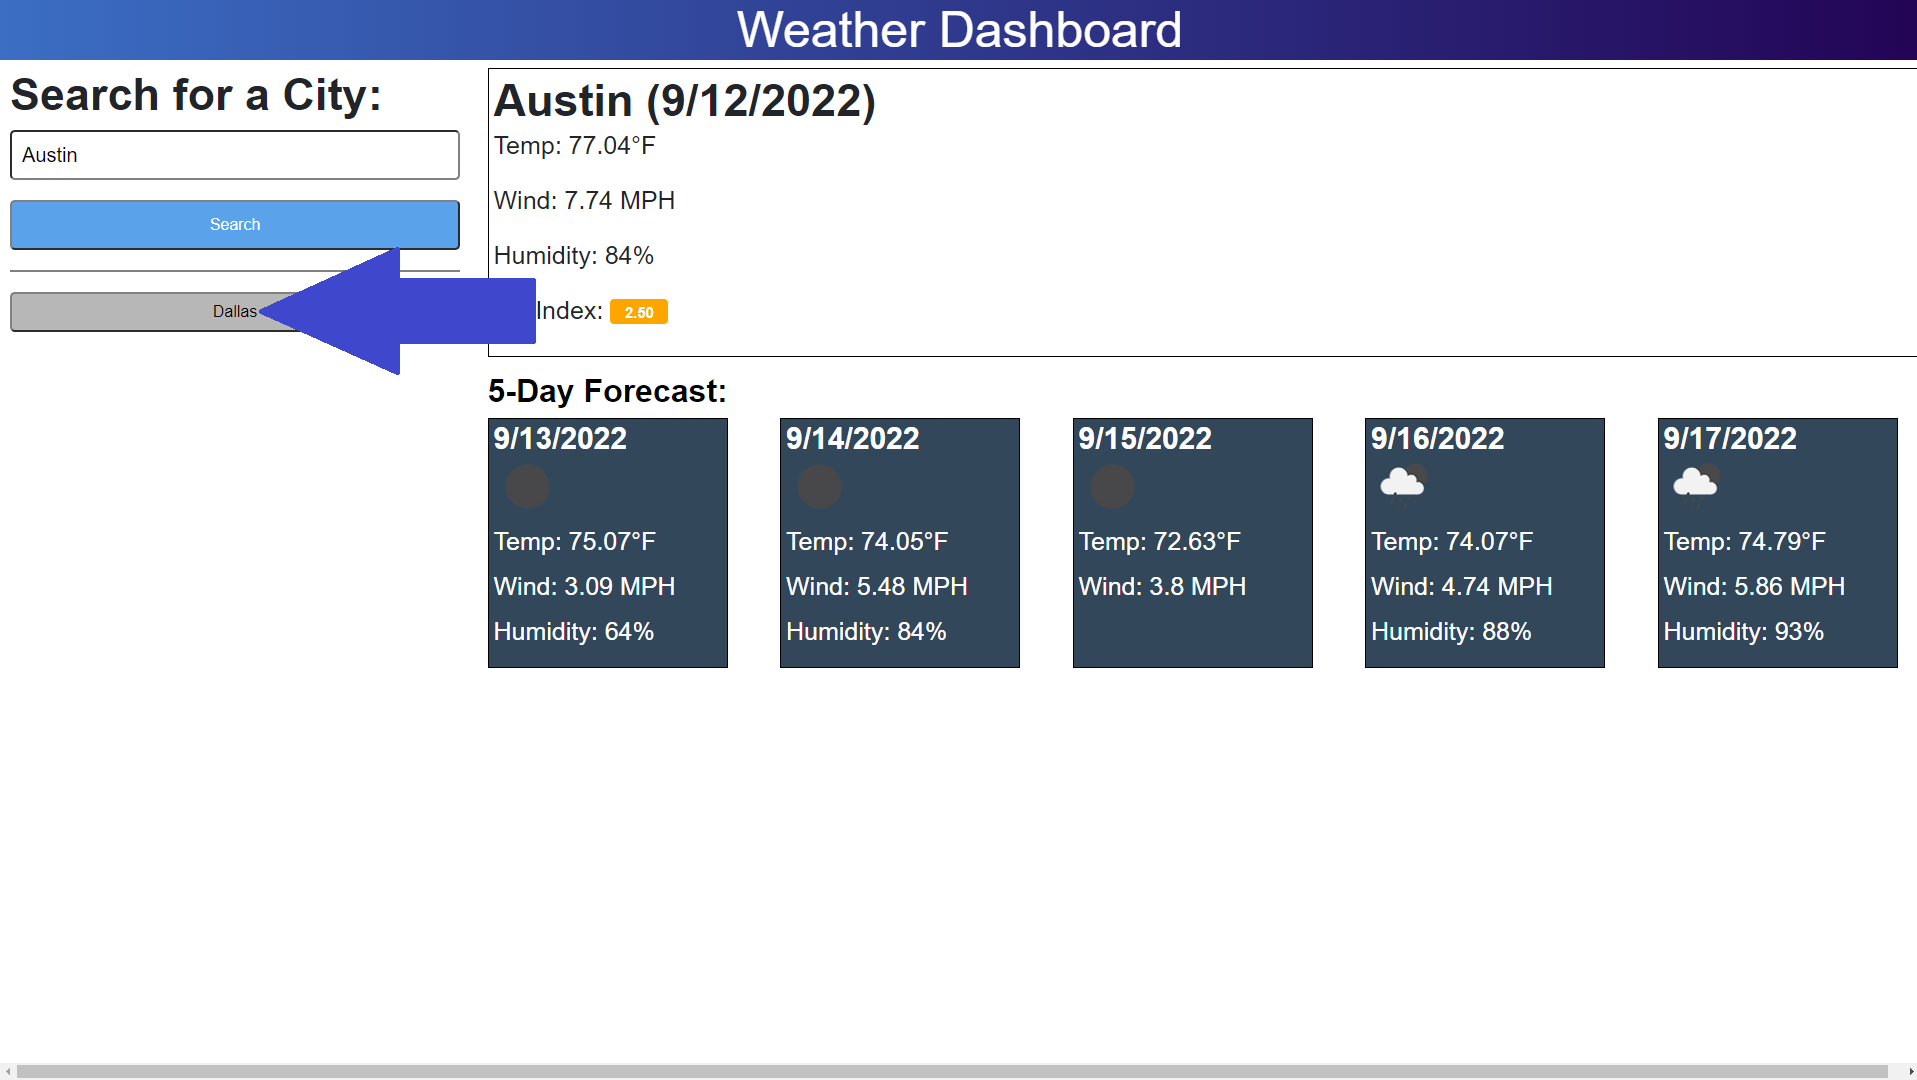 Weather Dashboard
Search for a City:
Austin
Search
Dallas
Austin (9/12/2022)
Temp: 77.04°F
Wind: 7.74 MPH
Humidity: 84%
Index: 2.50
5-Day Forecast:
9/13/2022
Temp: 75.07°F
Wind: 3.09 MPH
Humidity: 64%
9/14/2022
Temp: 74.05°F
Wind: 5.48 MPH
Humidity: 84%
9/15/2022
Temp: 72.63°F
Wind: 3.8 MPH
9/16/2022
Temp: 74.07°F
Wind: 4.74 MPH
Humidity: 88%
9/17/2022
Temp: 74.79°F
Wind: 5.86 MPH
Humidity: 93%